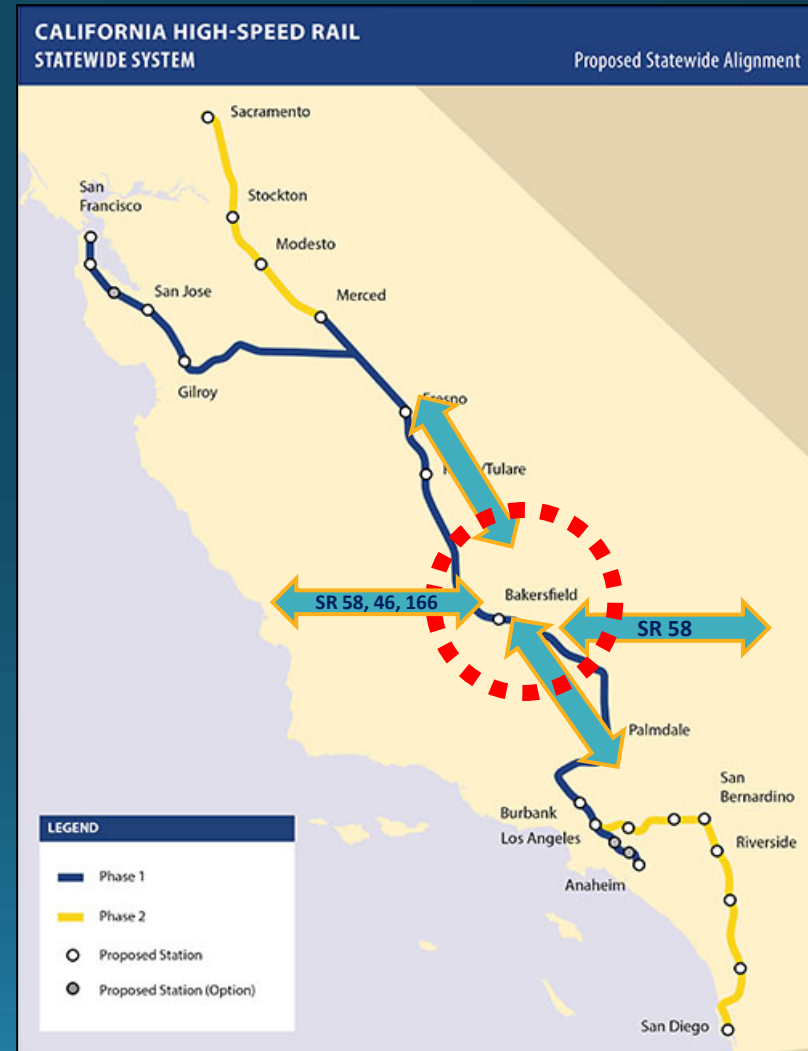 CALIFORNIA HIGH-SPEED RAIL
STATEWIDE SYSTEM
Proposed Statewide Alignment
Sacramento
San
Francisco
Stockton
Modesto
San Jose
Merced
Gilroy
Fresno
/Tulare
Bakersfield
SR 58, 46, 166
SR 58
Palmdale
San
Bernardino
Burbank
Los Angeles
Riverside
Anaheim
San Diego
LEGEND
Phase 1
Phase 2
Proposed Station
Proposed Station (Option)